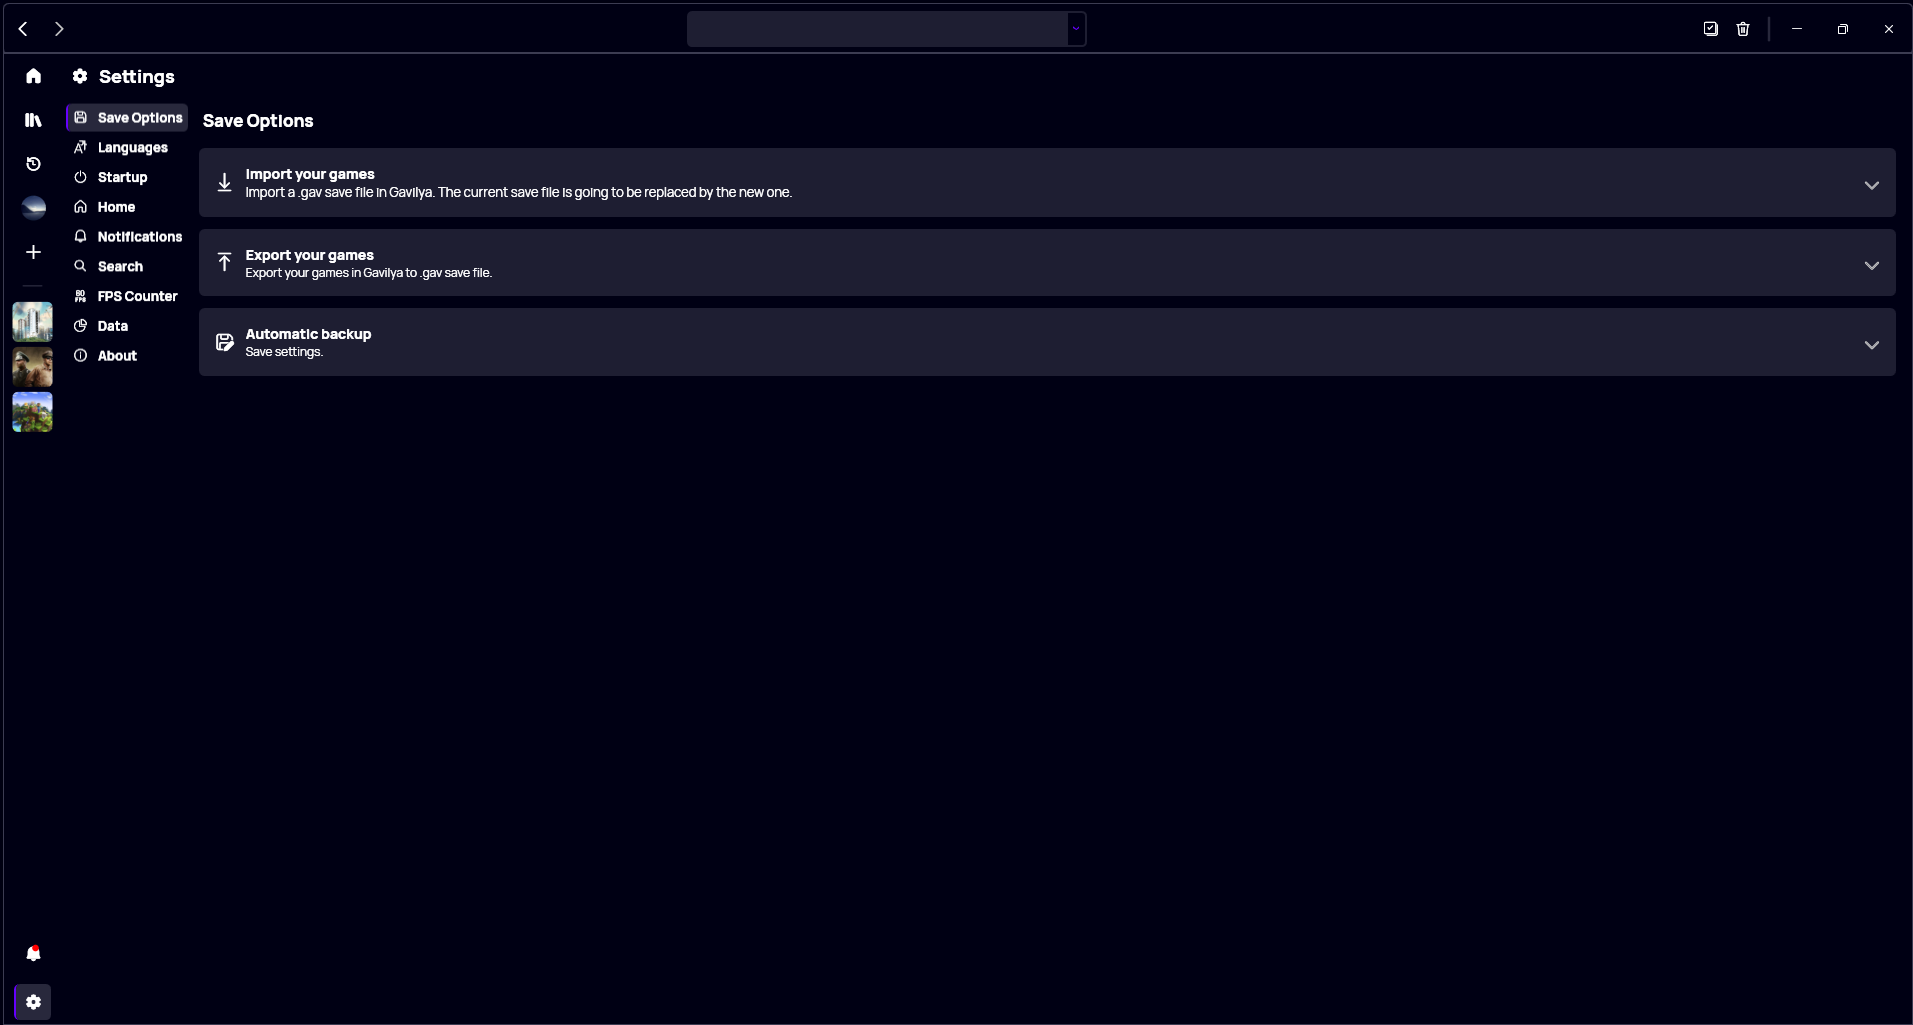 Settings
Save Options
Languages
Startup
Home
Notifications
Search
60 FPS
FPS Counter
Data
About
Save Options
Import your games
Import a .gav save file in Gavilya. The current save file is going to be replaced by the new one.
Export your games
Export your games in Gavilya to .gav save file.
Automatic backup
Save settings.